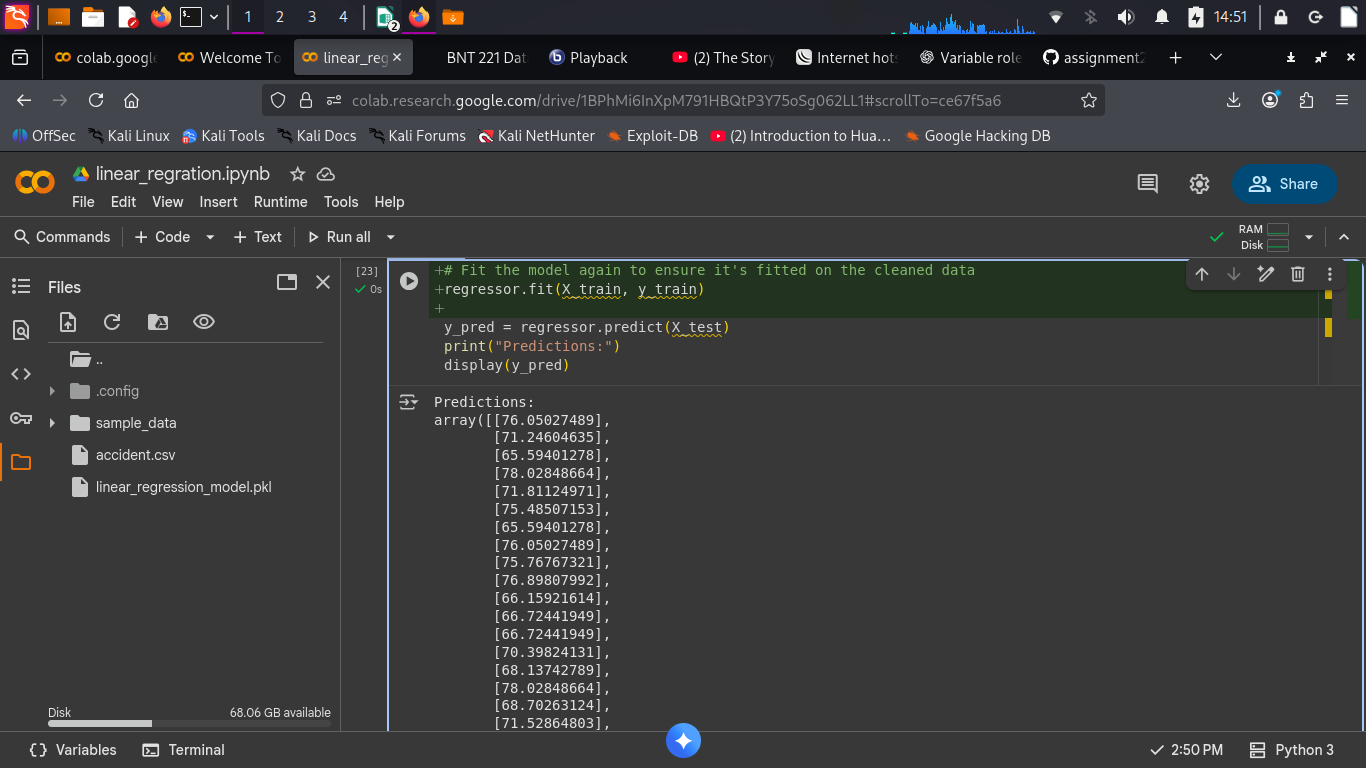 1 2 3 4 2 14:51
colab.google Welcome To linear_reg BNT 221 Dat Playback (2) The Story Internet hots Variable role assignment2
colab.research.google.com/drive/1BPhMi6InXpM791HBQtP3Y75oSg062LL1#scrollTo=ce67f5a6
OffSec Kali Linux Kali Tools Kali Docs Kali Forums Kali NetHunter Exploit-DB (2) Introduction to Hua… Google Hacking DB
linear_regration.ipynb
File Edit View Insert Runtime Tools Help
Share
Commands + Code + Text Run all
RAM
Disk
Files
..
.config
sample_data
accident.csv
linear_regression_model.pkl
Disk 68.06 GB available
[23]
0s
+# Fit the model again to ensure it's fitted on the cleaned data
+regressor.fit(X_train, y_train)
+
y_pred = regressor.predict(X_test)
print("Predictions:")
display(y_pred)
Predictions:
array([[76.05027489],
[71.24604635],
[65.59401278],
[78.02848664],
[71.81124971],
[75.48507153],
[65.59401278],
[76.05027489],
[75.76767321],
[76.89807992],
[66.15921614],
[66.72441949],
[66.72441949],
[70.39824131],
[68.13742789],
[78.02848664],
[68.70263124],
[71.52864803],
Variables Terminal 2:50 PM Python 3